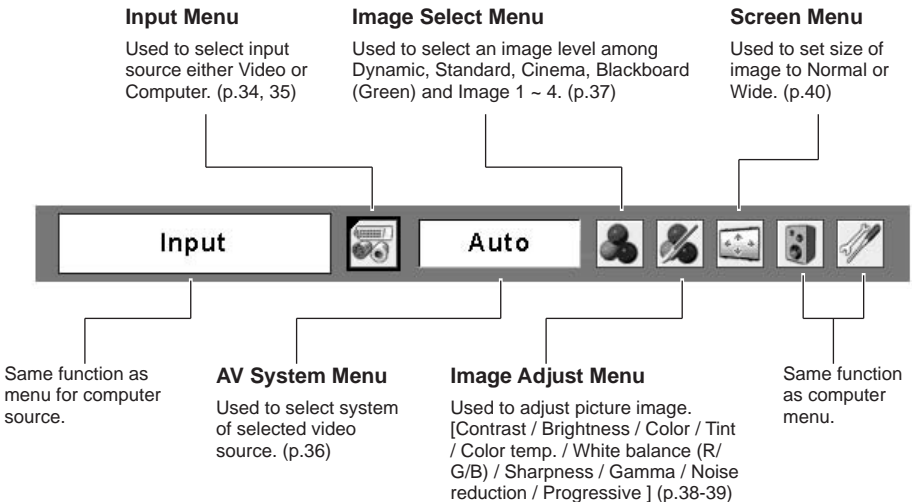 Input Menu
Used to select input
source either Video or
Computer. (p.34, 35)
Image Select Menu
Used to select an image level among
Dynamic, Standard, Cinema, Blackboard
(Green) and Image 1 ~ 4. (p.37)
Screen Menu
Used to set size of
image to Normal or
Wide. (p.40)
Input
Auto
Same function as
menu for computer
source.
AV System Menu
Used to select system
of selected video
source. (p.36)
Image Adjust Menu
Used to adjust picture image.
[Contrast / Brightness / Color / Tint
/ Color temp. / White balance (R/
G/B) / Sharpness / Gamma / Noise
reduction / Progressive ] (p.38-39)
Same function
as computer
menu.